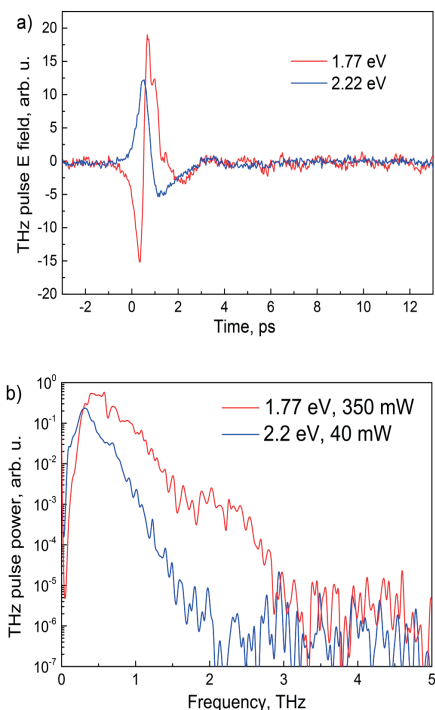 a)
THz pulse E field, arb. u.
20
15
10
5
0
-5
-10
-15
20
1.77 eV
2.22 eV
-2 0 2 4 6 8 10 12
Time, ps
b)
THz pulse power, arb. u.
10^0
10^-1
10^-2
10^-3
10^-4
10^-5
10^-6
10^-7
1.77 eV, 350 mW
2.2 eV, 40 mW
0 1 2 3 4 5
Frequency, THz